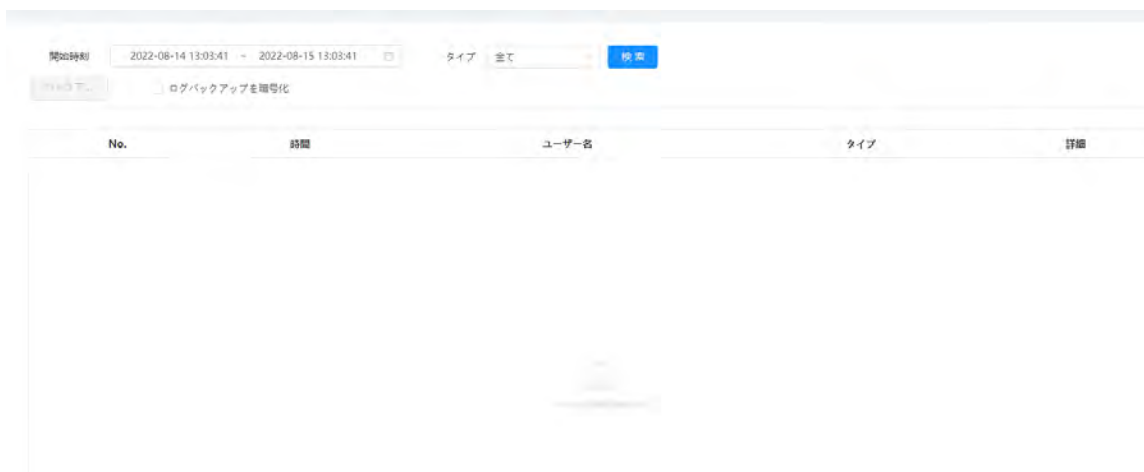 開始時刻 2022-08-14 13:03:41 ~ 2022-08-15 13:03:41 タイプ 全て 検索
ログバックアップを暗号化
No. 時間 ユーザー名 タイプ 詳細